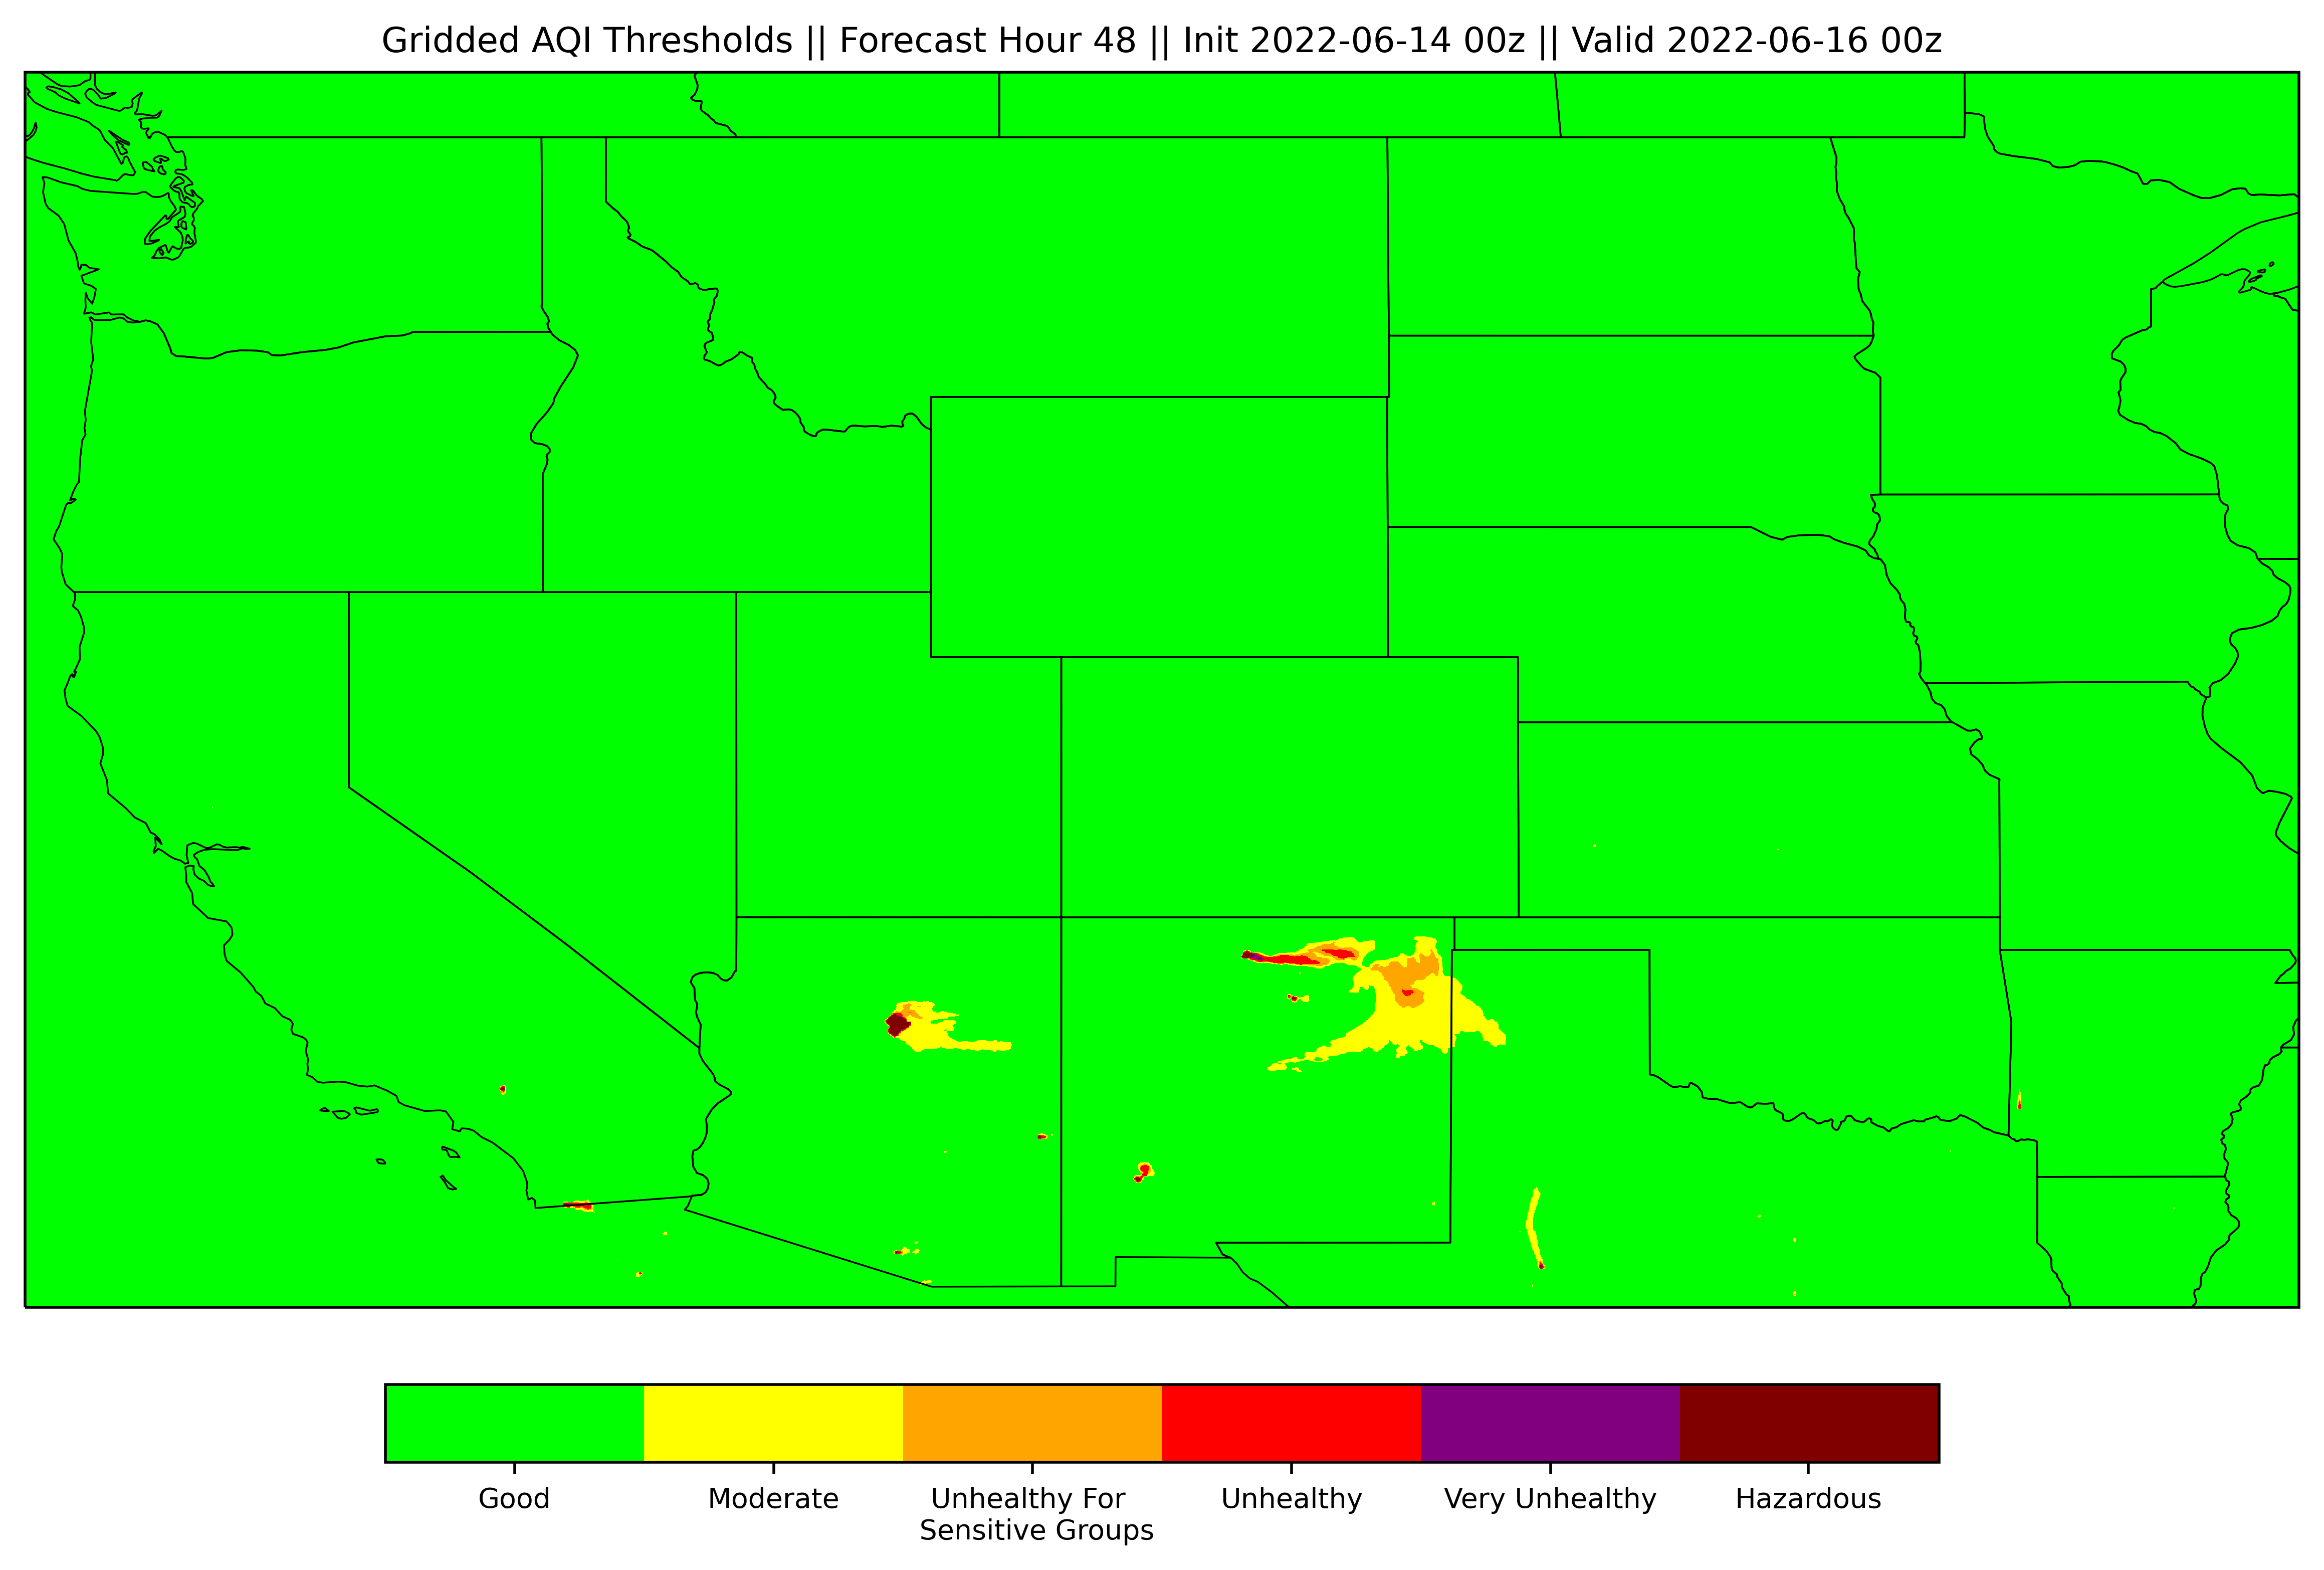 Gridded AQI Thresholds || Forecast Hour 48 || Init 2022-06-14 00z || Valid 2022-06-16 00z
Good Moderate Unhealthy For Unhealthy Very Unhealthy Hazardous
Sensitive Groups